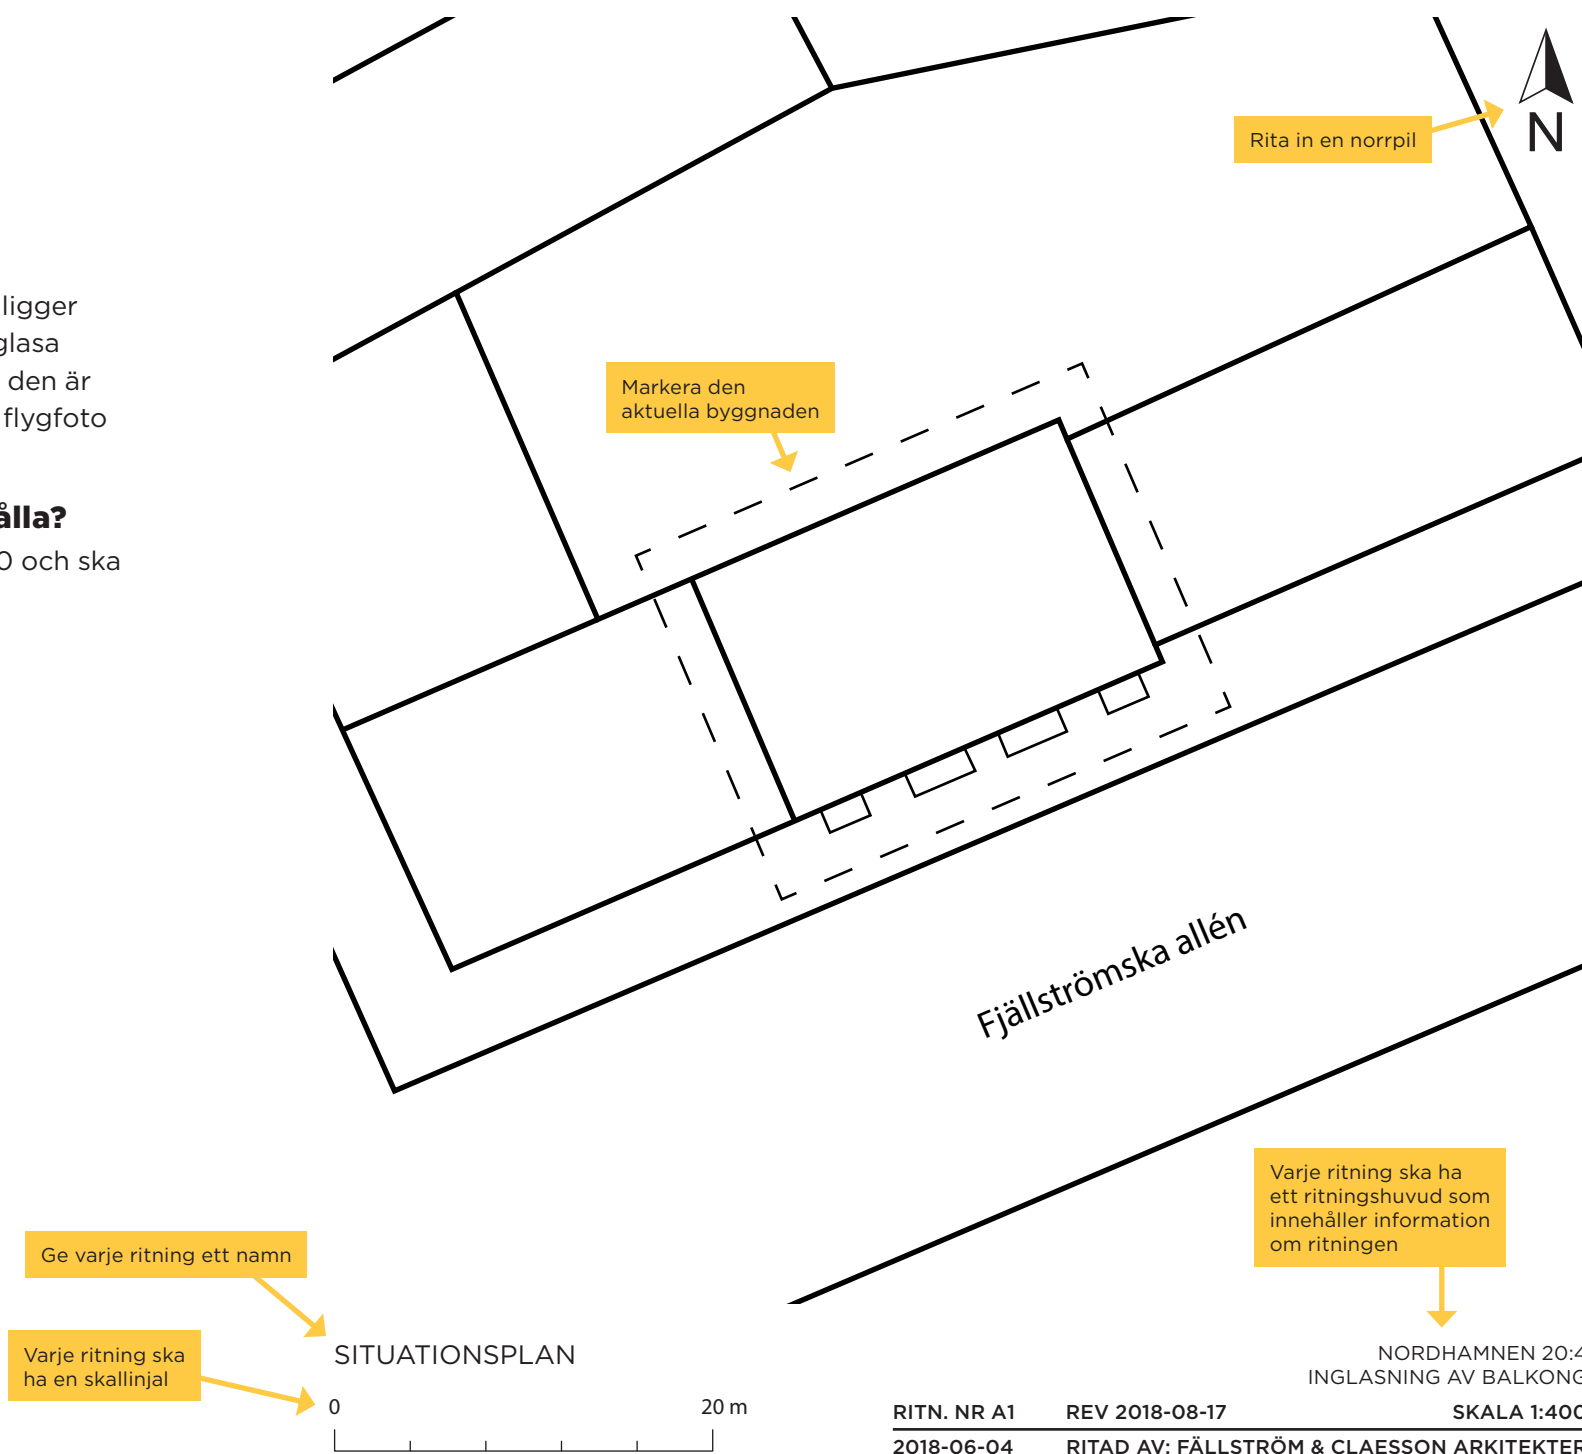 Rita in en norrpil
N
ligger
glasa
den är
flygfoto
Markera den
aktuella byggnaden
ålla?
0 och ska
Fjällströmska allén
Varje ritning ska ha
ett ritningshuvud som
innehåller information
om ritningen
Ge varje ritning ett namn
Varje ritning ska
ha en skallinjal
SITUATIONSPLAN
0 20 m
NORDHAMNEN 20:4
INGLASNING AV BALKONG
RITN. NR A1 REV 2018-08-17 SKALA 1:400
2018-06-04 RITAD AV: FÄLLSTRÖM & CLAESSON ARKITEKTER